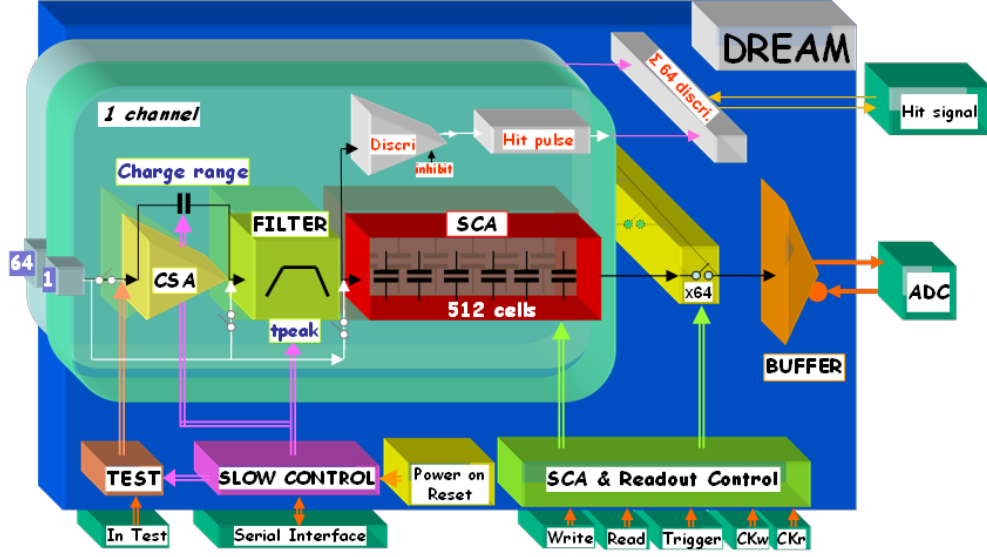 DREAM
Σ 64 discri.
1 channel
Hit signal
Discri
Hit pulse
inhibit
Charge range
FILTER
SCA
64
1
CSA
x64
ADC
512 cells
tpeak
BUFFER
TEST
SLOW CONTROL
Power on
Reset
SCA & Readout Control
In Test
Serial Interface
Write
Read
Trigger
CKw
CKr